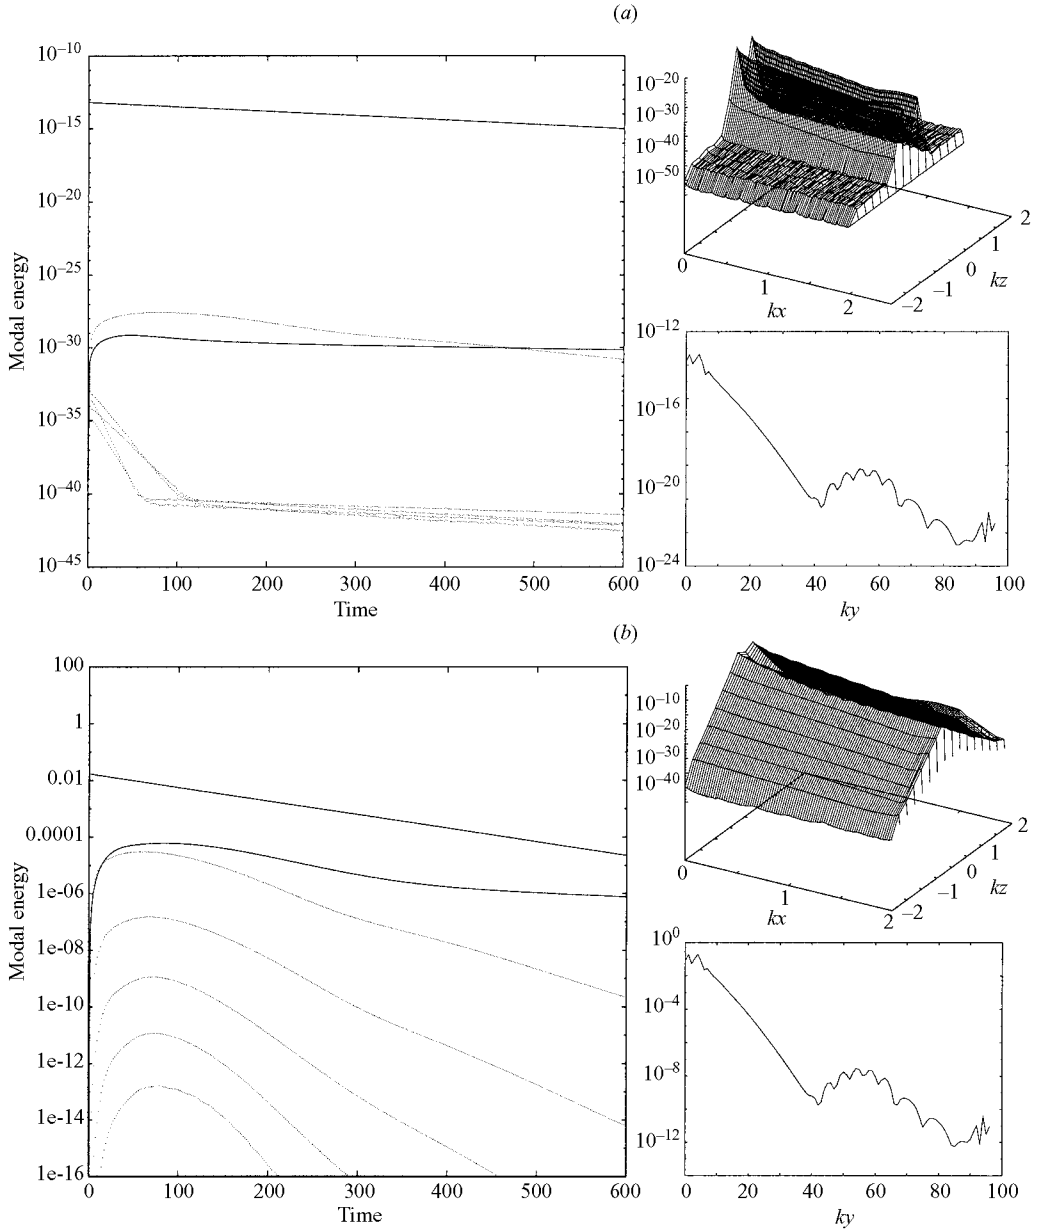 (a)
10–10
10–15
10–20
10–25
10–30
10–35
10–40
10–45
Modal energy
0 100 200 300 400 500 600
Time
10–20
10–30
10–40
10–50
0 1 2
kx
–2 –1 0 1 2
kz
10–12
10–16
10–20
10–24
0 20 40 60 80 100
ky
(b)
100
1
0.01
0.0001
1e-06
1e-08
1e-10
1e-12
1e-14
1e-16
Modal energy
0 100 200 300 400 500 600
Time
10–10
10–20
10–30
10–40
0 1 2
kx
–2 –1 0 1 2
kz
100
10–4
10–8
10–12
0 20 40 60 80 100
ky